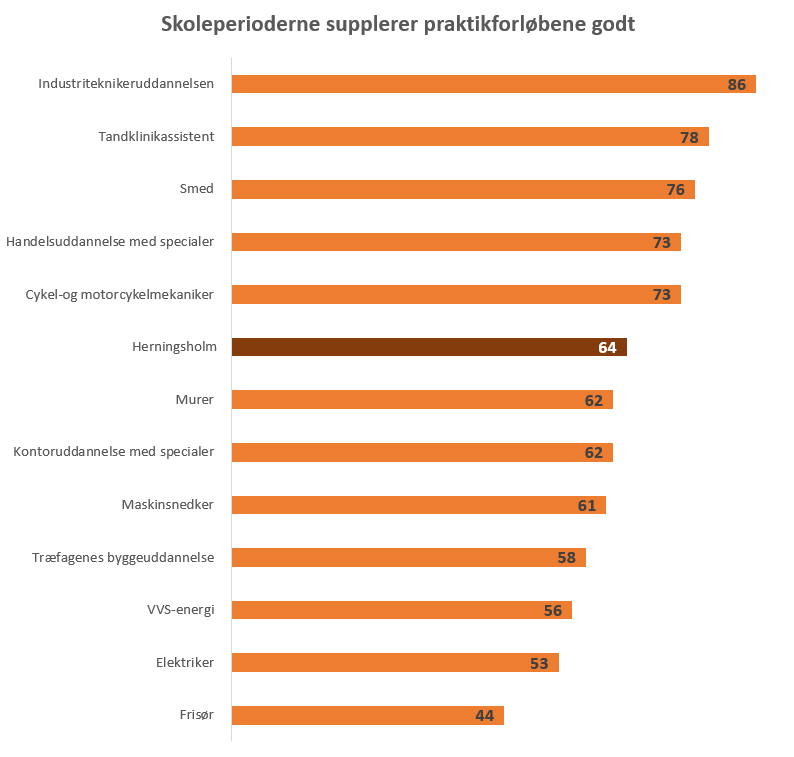 Skoleperioderne supplerer praktikforløbene godt
Industriteknikeruddannelsen 86
Tandklinikassistent 78
Smed 76
Handelsuddannelse med specialer 73
Cykel-og motorcykelmekaniker 73
Herningsholm 64
Murer 62
Kontoruddannelse med specialer 62
Maskinsnedker 61
Træfagenes byggeuddannelse 58
VVS-energi 56
Elektriker 53
Frisør 44